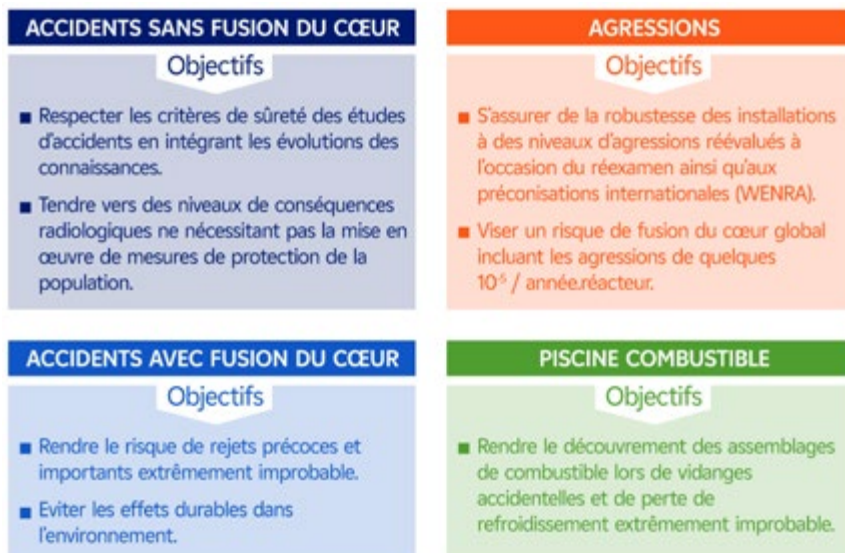 ACCIDENTS SANS FUSION DU CŒUR
Objectifs
■ Respecter les critères de sûreté des études
d'accidents en intégrant les évolutions des
connaissances.
■ Tendre vers des niveaux de conséquences
radiologiques ne nécessitant pas la mise en
œuvre de mesures de protection de la
population.
AGRESSIONS
Objectifs
■ S'assurer de la robustesse des installations
à des niveaux d'agressions réévalués à
l'occasion du réexamen ainsi qu'aux
préconisations internationales (WENRA).
■ Viser un risque de fusion du cœur global
incluant les agressions de quelques
10⁻⁵ / année.réacteur.
ACCIDENTS AVEC FUSION DU CŒUR
Objectifs
■ Rendre le risque de rejets précoces et
importants extrêmement improbable.
■ Eviter les effets durables dans
l'environnement.
PISCINE COMBUSTIBLE
Objectifs
■ Rendre le découvrement des assemblages
de combustible lors de vidanges
accidentelles et de perte de
refroidissement extrêmement improbable.